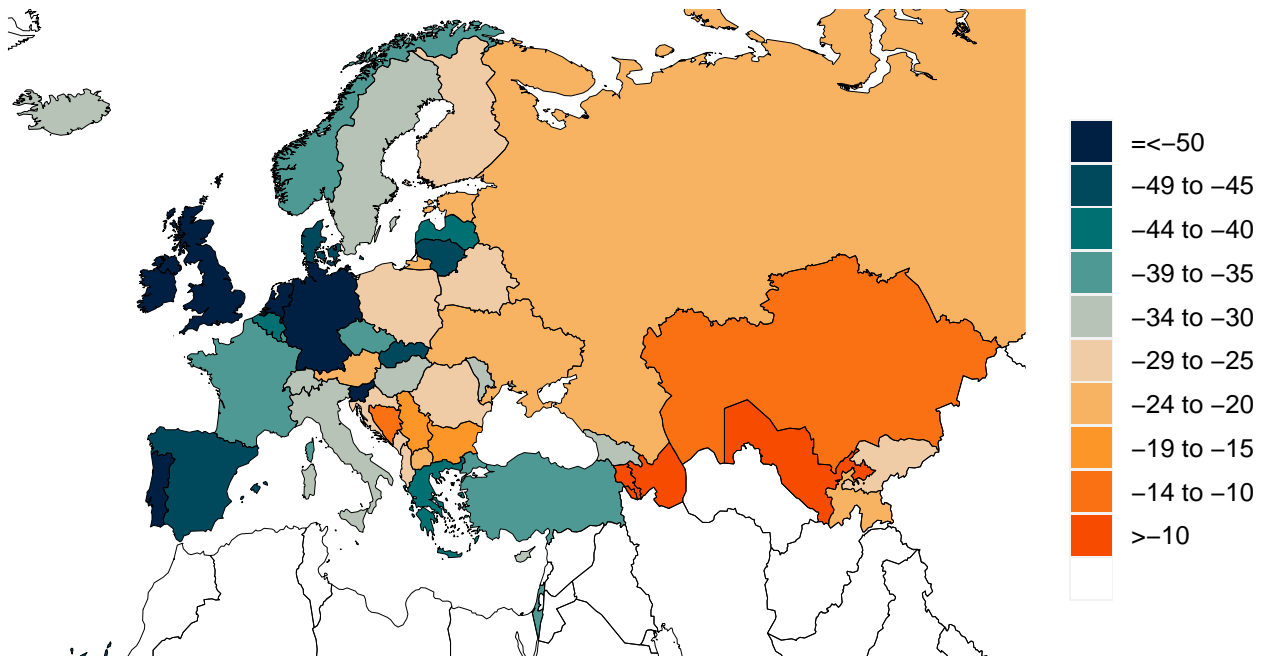 =<−50
−49 to −45
−44 to −40
−39 to −35
−34 to −30
−29 to −25
−24 to −20
−19 to −15
−14 to −10
>−10